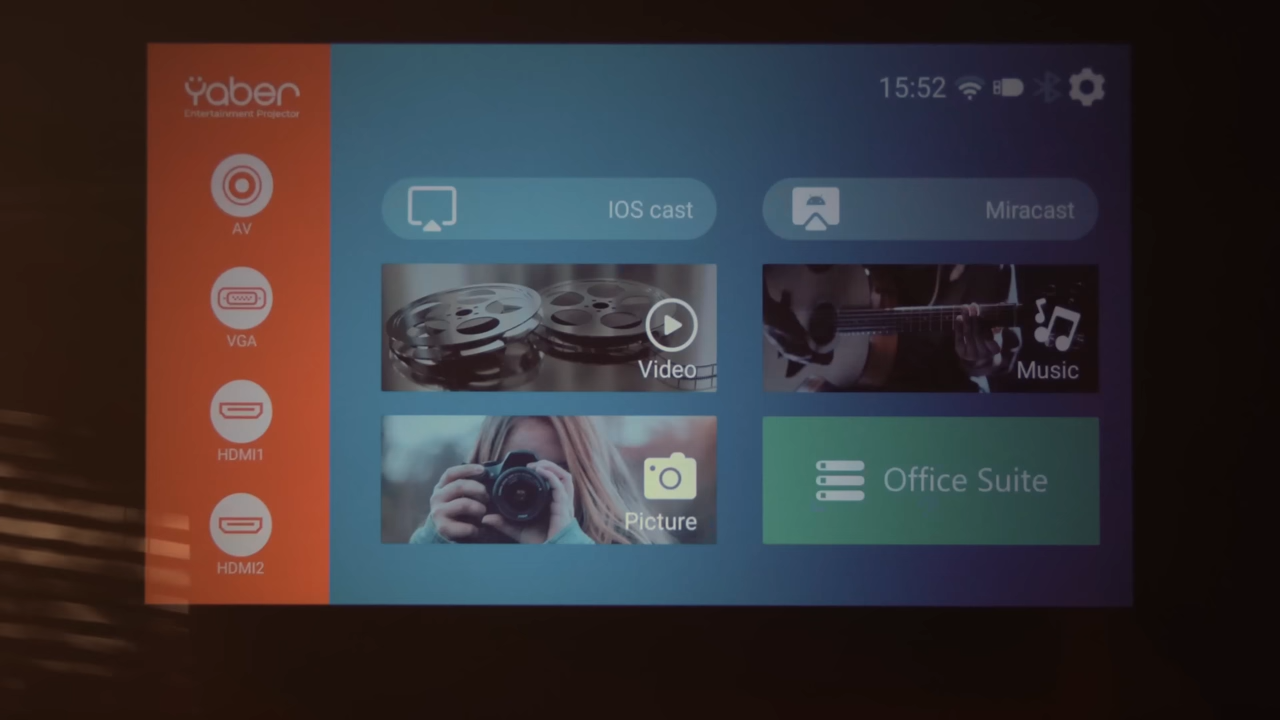 Yaber
Entertainment Projector
15:52
AV
VGA
HDMI1
HDMI2
IOS cast
Miracast
Video
Music
Picture
Office Suite